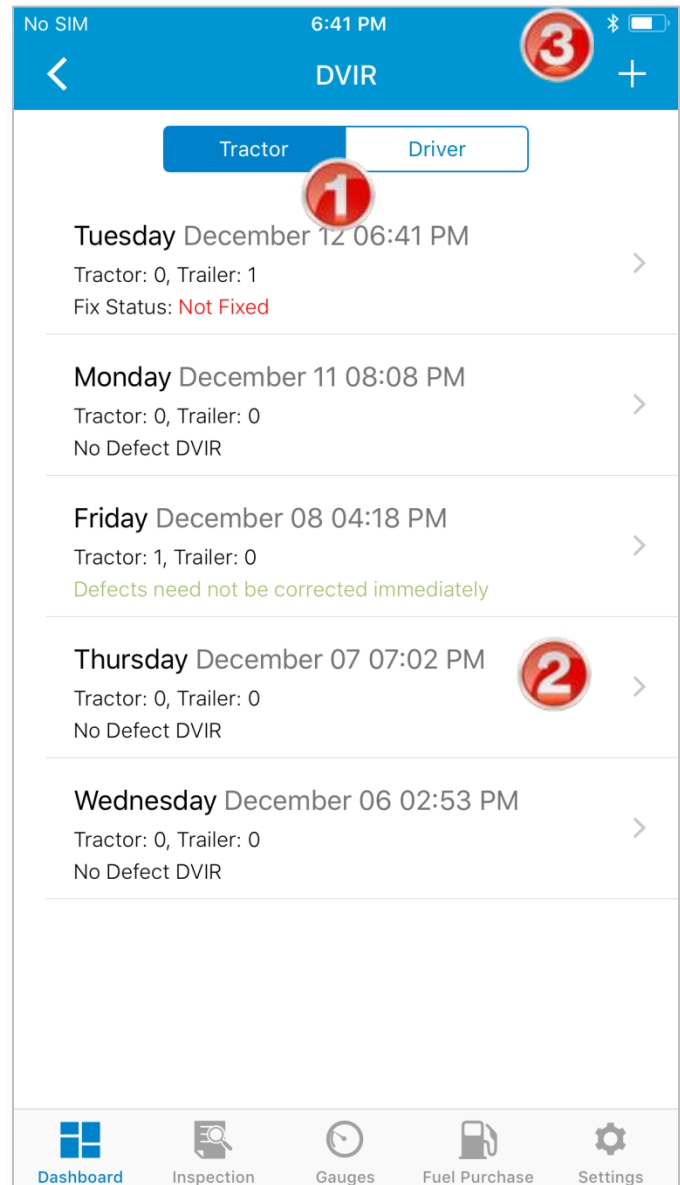 No SIM 6:41 PM
DVIR
3
Tractor Driver
1
Tuesday December 12 06:41 PM
Tractor: 0, Trailer: 1
Fix Status: Not Fixed
Monday December 11 08:08 PM
Tractor: 0, Trailer: 0
No Defect DVIR
Friday December 08 04:18 PM
Tractor: 1, Trailer: 0
Defects need not be corrected immediately
Thursday December 07 07:02 PM
2
Tractor: 0, Trailer: 0
No Defect DVIR
Wednesday December 06 02:53 PM
Tractor: 0, Trailer: 0
No Defect DVIR
Dashboard Inspection Gauges Fuel Purchase Settings